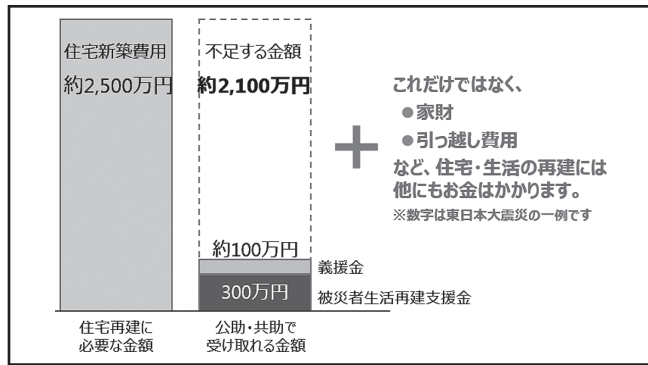 住宅新築費用
約2,500万円
不足する金額
約2,100万円
約100万円
義援金
300万円
被災者生活再建支援金
住宅再建に
必要な金額
公助・共助で
受け取れる金額
+
これだけではなく、
●家財
●引っ越し費用
など、住宅・生活の再建には
他にもお金はかかります。
※数字は東日本大震災の一例です